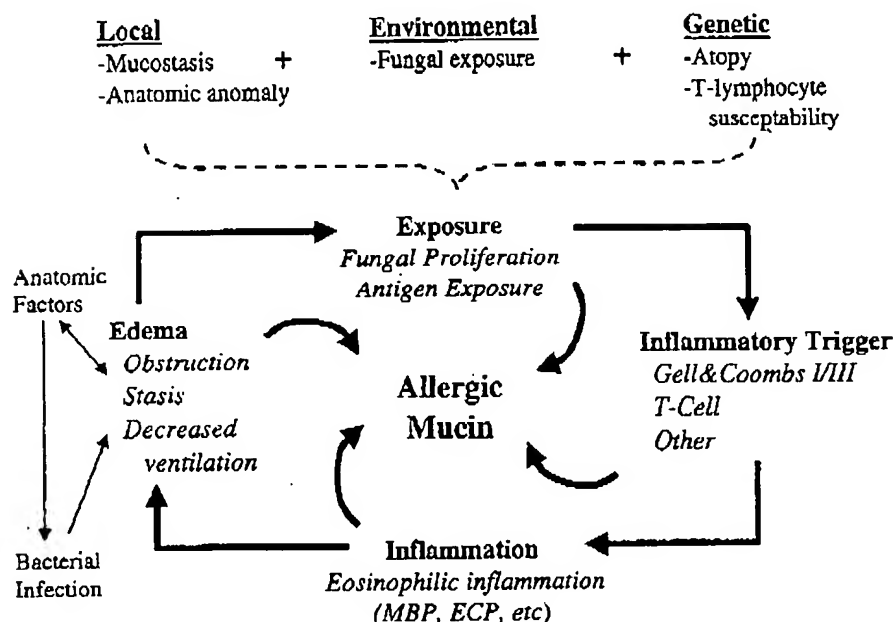 Local
-Mucostasis
-Anatomic anomaly
+
Environmental
-Fungal exposure
+
Genetic
-Atopy
-T-lymphocyte
susceptability
Exposure
Fungal Proliferation
Antigen Exposure
Anatomic
Factors
Edema
Obstruction
Stasis
Decreased
ventilation
Allergic
Mucin
Inflammatory Trigger
Gell&Coombs I/III
T-Cell
Other
Bacterial
Infection
Inflammation
Eosinophilic inflammation
(MBP, ECP, etc)